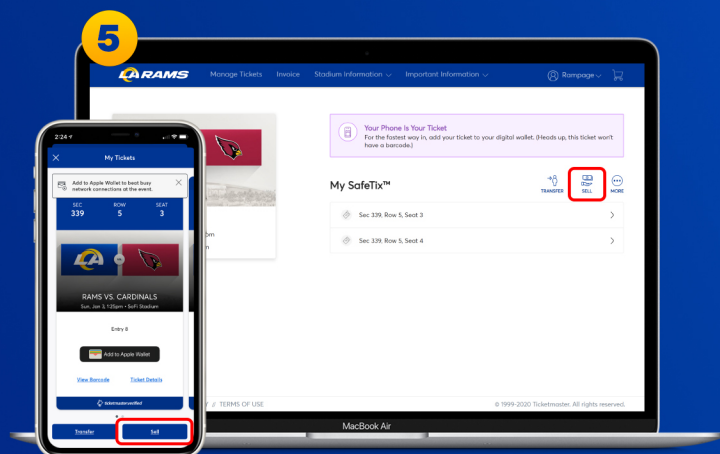 5
LA RAMS
Manage Tickets Invoice Stadium Information Important Information Rampage
Your Phone Is Your Ticket
For the fastest way in, add your ticket to your digital wallet. (Heads up, this ticket won't
have a barcode.)
My SafeTix™
TRANSFER SELL MORE
Sec 339, Row 5, Seat 3
Sec 339, Row 5, Seat 4
// TERMS OF USE
© 1999-2020 Ticketmaster. All rights reserved.
MacBook Air
2:24
My Tickets
Add to Apple Wallet to beat busy
network connections at the event.
SEC ROW SEAT
339 5 3
VS
RAMS VS. CARDINALS
Sun. Jan 3, 1:25pm • SoFi Stadium
Entry 8
Add to Apple Wallet
View Barcode Ticket Details
ticketmaster verified
Transfer Sell